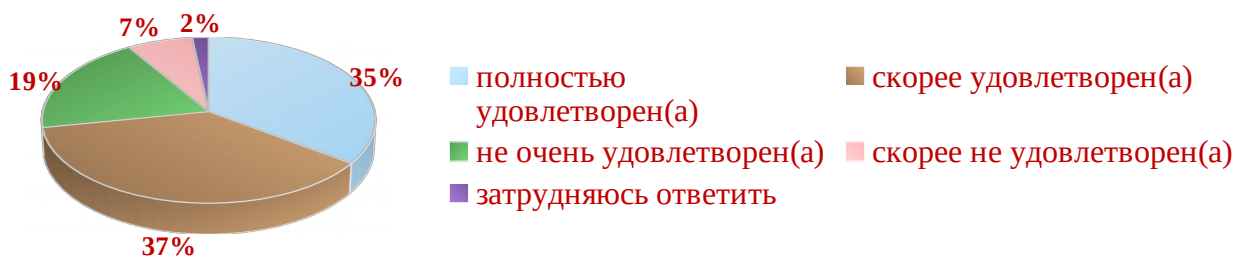 7% 2%
19% 35%
37%
полностью удовлетворен(а)
скорее удовлетворен(а)
не очень удовлетворен(а)
скорее не удовлетворен(а)
затрудняюсь ответить